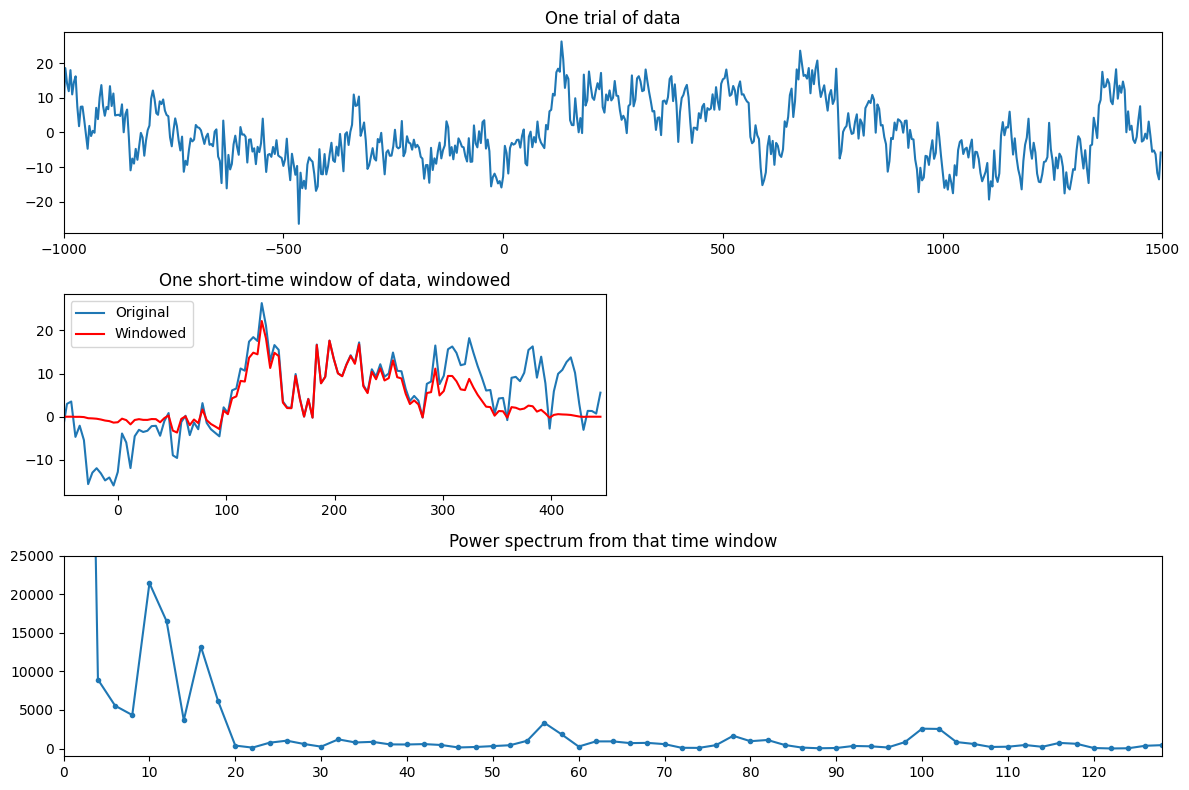 One trial of data
20
10
0
−10
−20
−1000 −500 0 500 1000 1500
One short-time window of data, windowed
Original
Windowed
20
10
0
−10
0 100 200 300 400
Power spectrum from that time window
25000
20000
15000
10000
5000
0
0 10 20 30 40 50 60 70 80 90 100 110 120